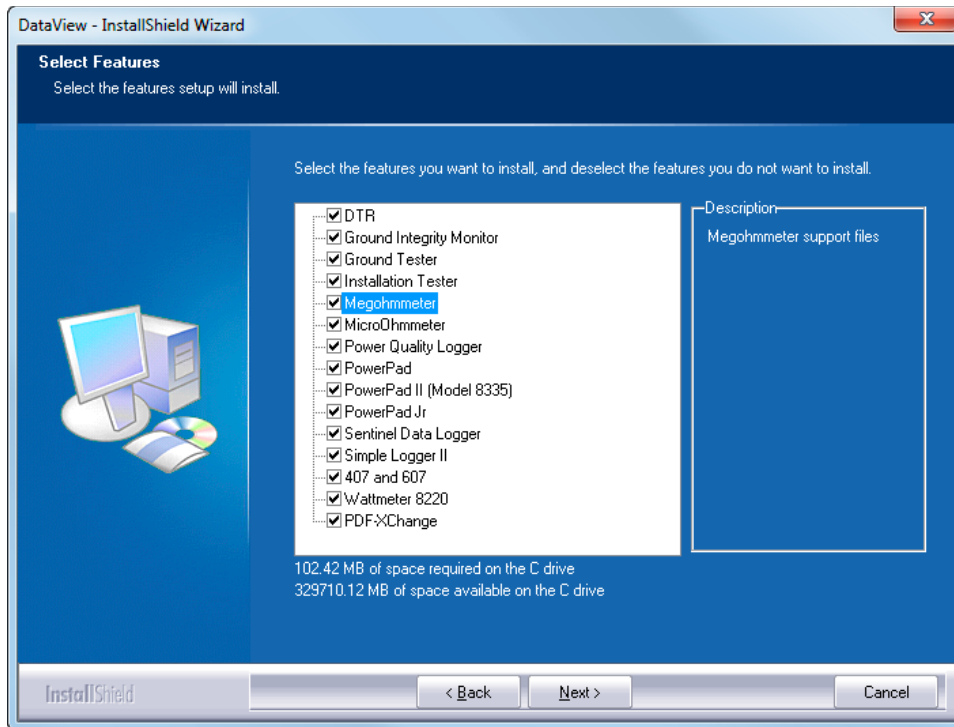 DataView - InstallShield Wizard
Select Features
Select the features setup will install.
Select the features you want to install, and deselect the features you do not want to install.
DTR
Ground Integrity Monitor
Ground Tester
Installation Tester
Megohmmeter
MicroOhmmeter
Power Quality Logger
PowerPad
PowerPad II (Model 8335)
PowerPad Jr
Sentinel Data Logger
Simple Logger II
407 and 607
Wattmeter 8220
PDF-XChange
Description
Megohmmeter support files
102.42 MB of space required on the C drive
329710.12 MB of space available on the C drive
InstallShield
< Back
Next >
Cancel